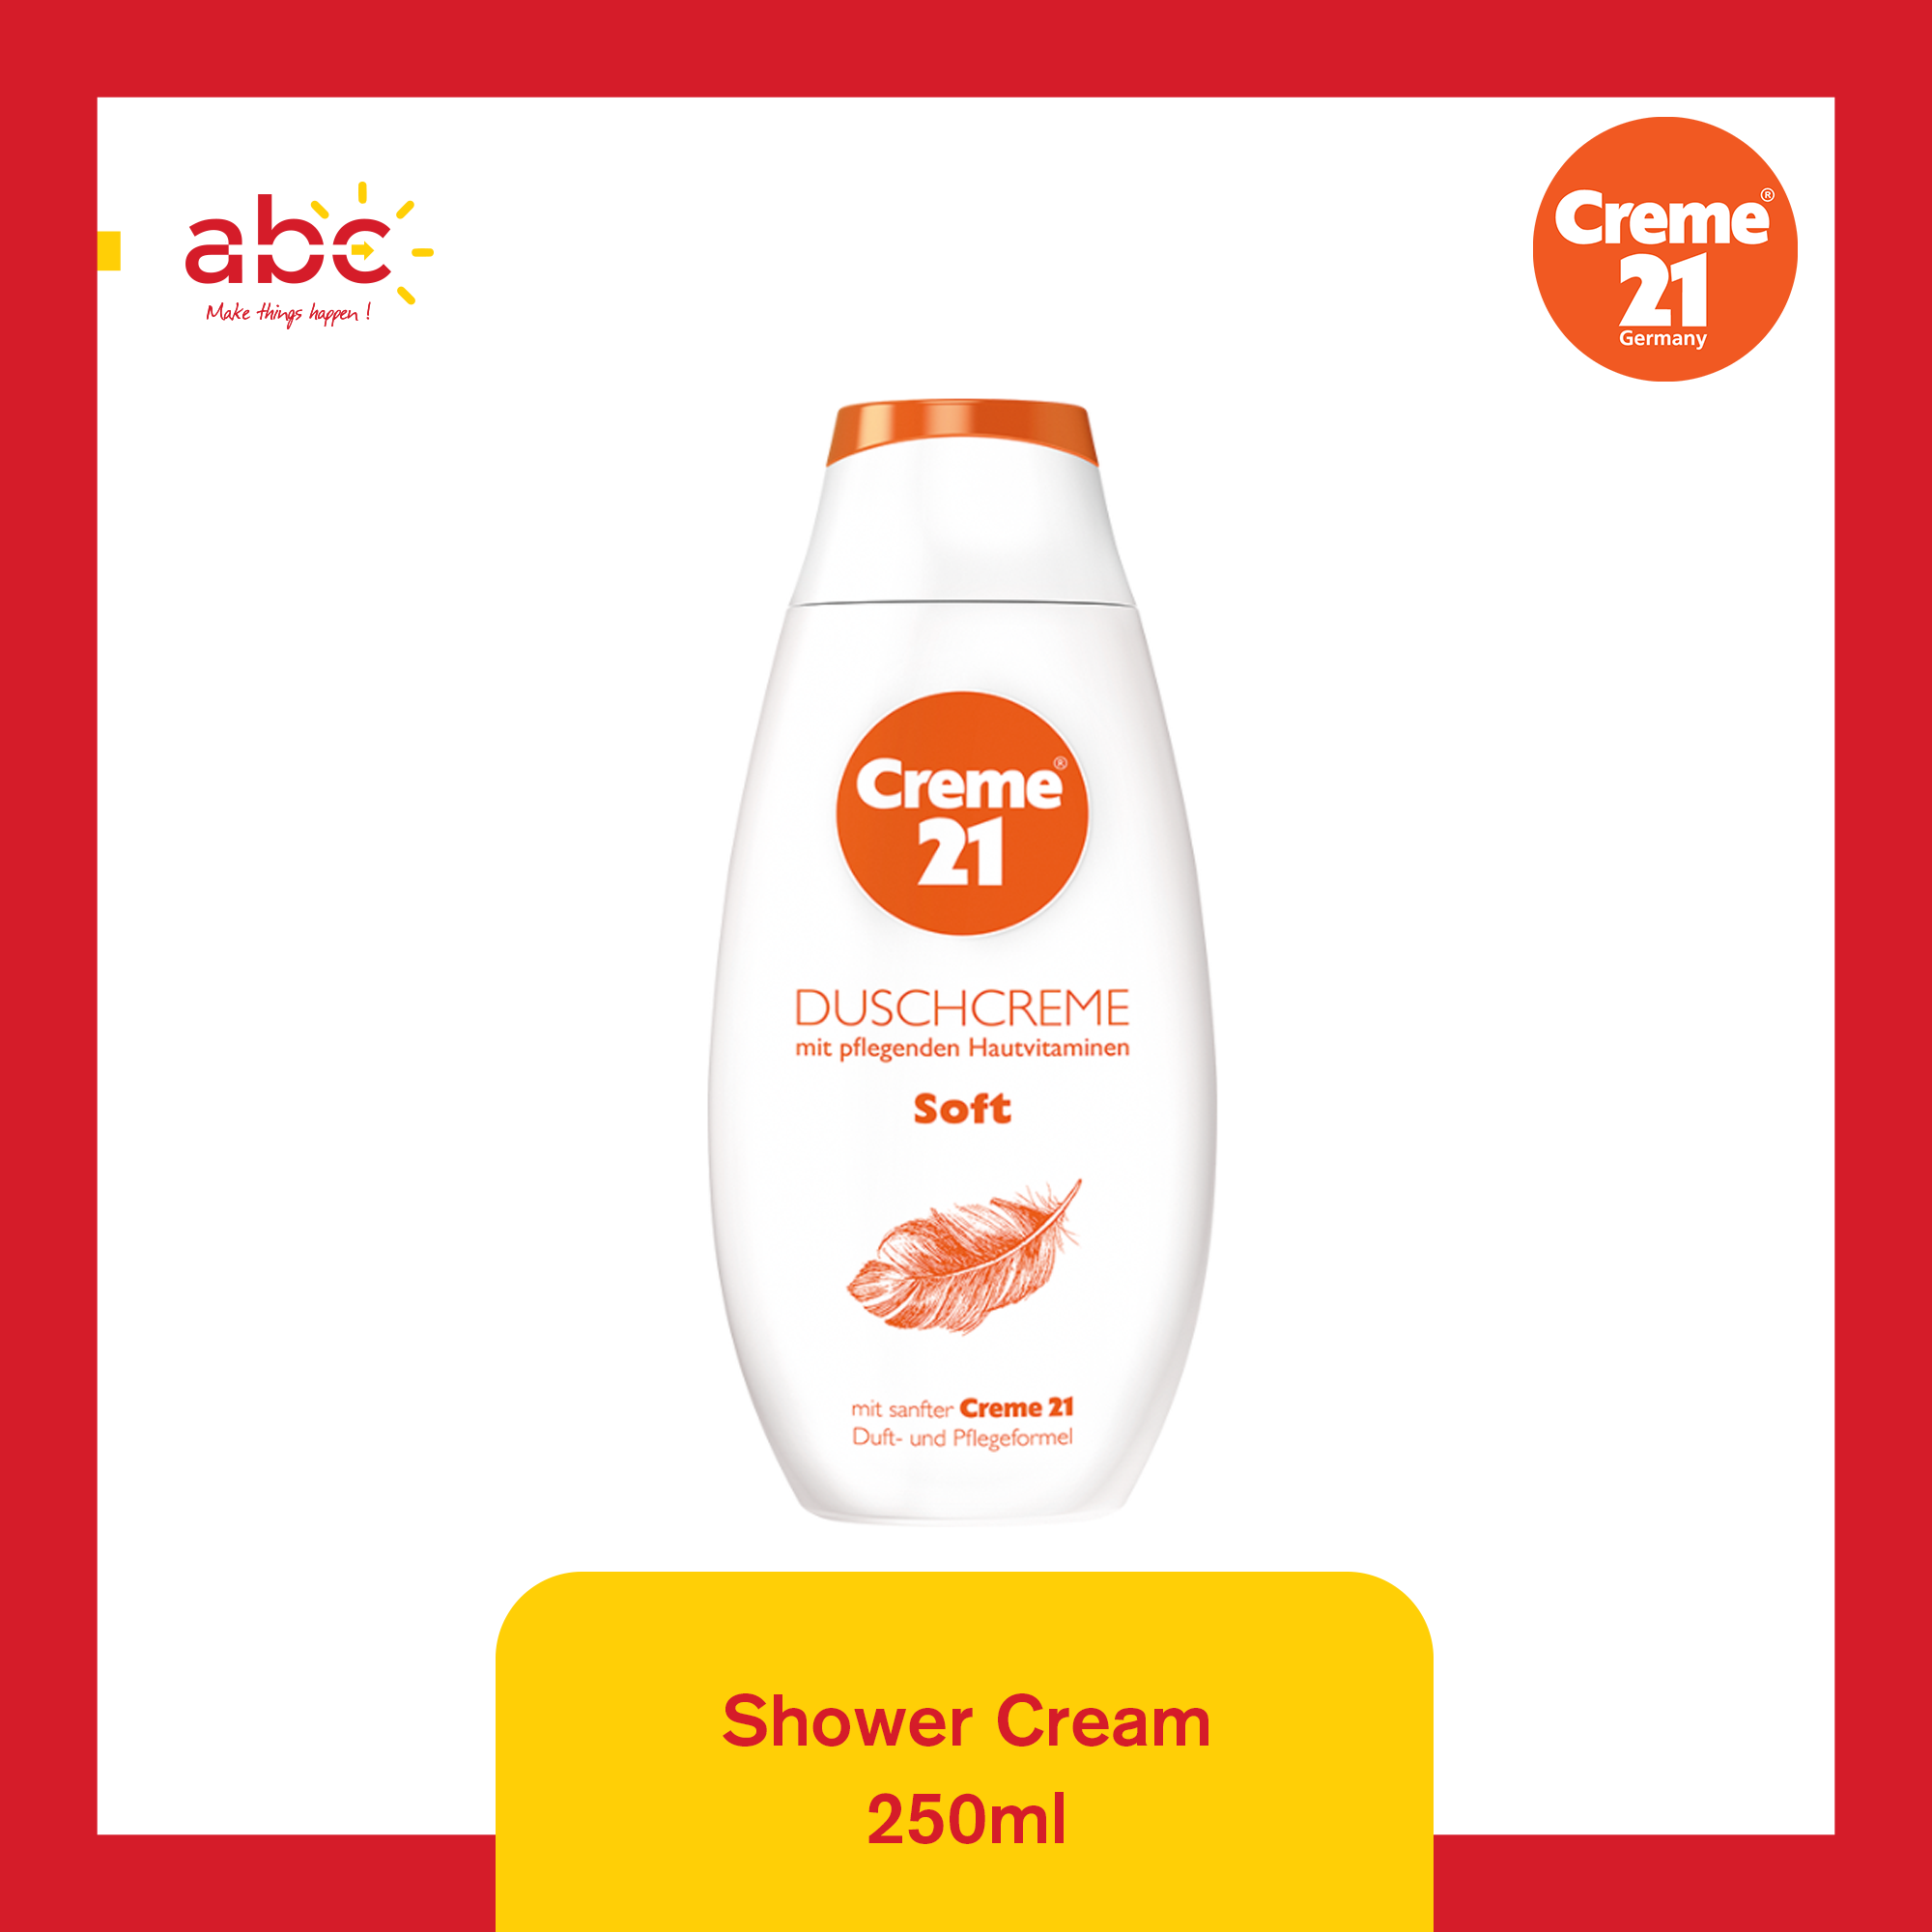 abc
Make things happen !
Creme®
21
Germany
Creme®
21
DUSCHCREME
mit pflegenden Hautvitaminen
Soft
mit sanfter Creme 21
Duft- und Pflegeformel
Shower Cream
250ml